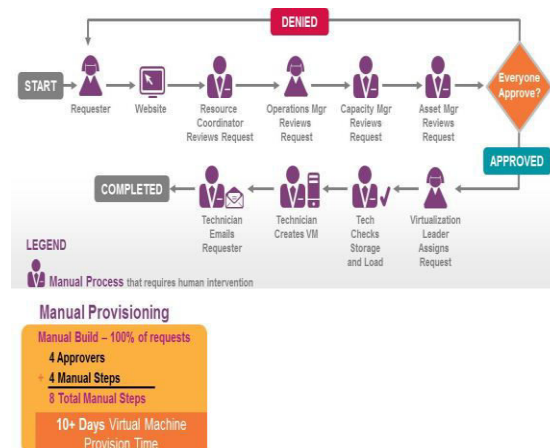 DENIED
START
Requester
Website
Resource
Coordinator
Reviews Request
Operations Mgr
Reviews
Request
Capacity Mgr
Reviews
Request
Asset Mgr
Reviews
Request
Everyone
Approve?
APPROVED
COMPLETED
Technician
Emails
Requester
Technician
Creates VM
Tech
Checks
Storage
and Load
Virtualization
Leader
Assigns
Request
LEGEND
Manual Process that requires human intervention
Manual Provisioning
Manual Build – 100% of requests
4 Approvers
+ 4 Manual Steps
8 Total Manual Steps
10+ Days Virtual Machine
Provision Time